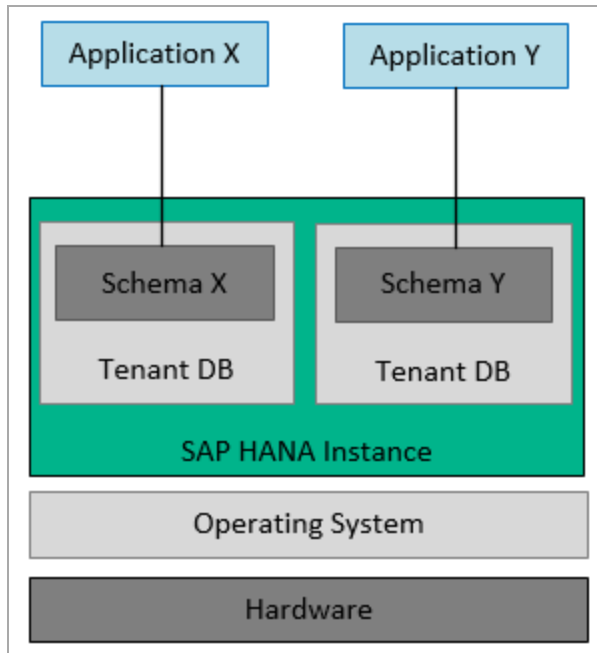 Application X
Application Y
Schema X
Schema Y
Tenant DB
Tenant DB
SAP HANA Instance
Operating System
Hardware